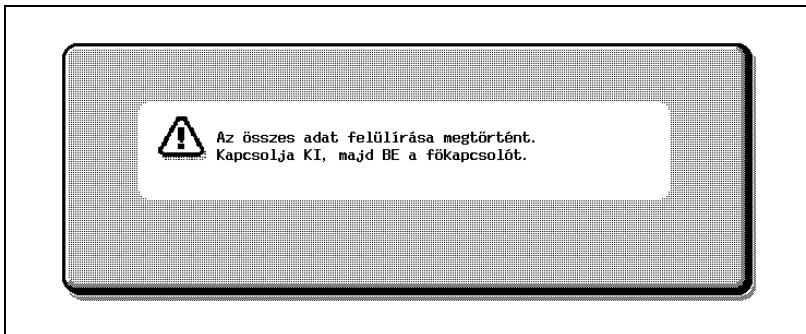 Az összes adat felülírása megtörtént.
Kapcsolja KI, majd BE a főkapcsolót.